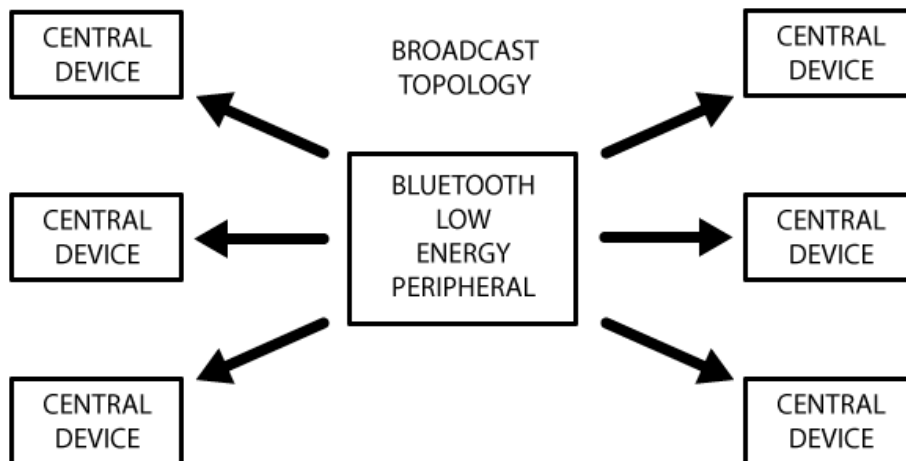 CENTRAL
DEVICE
BROADCAST
TOPOLOGY
CENTRAL
DEVICE
CENTRAL
DEVICE
BLUETOOTH
LOW
ENERGY
PERIPHERAL
CENTRAL
DEVICE
CENTRAL
DEVICE
CENTRAL
DEVICE